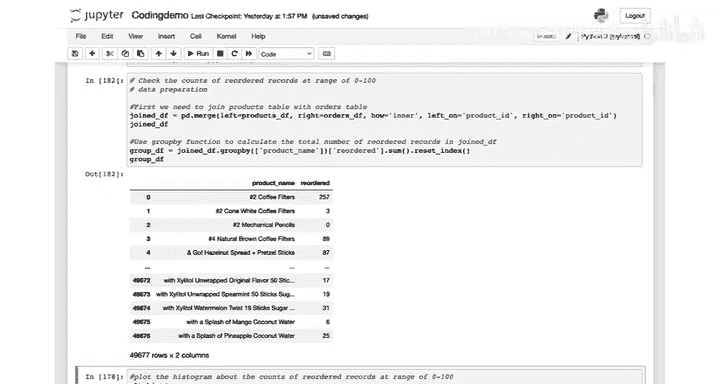 jupyter Codingdemo Last Checkpoint: Yesterday at 1:57 PM (unsaved changes) Logout
File Edit View Insert Cell Kernel Help
Run Code
In [182]: # Check the counts of reordered records at range of 0-100
# data preparation
#First we need to join products table with orders table
joined_df = pd.merge(left=products_df, right=orders_df, how='inner', left_on='product_id', right_on='product_id')
joined_df
#Use groupby function to calculate the total number of reordered records in joined_df
group_df = joined_df.groupby(['product_name'])['reordered'].sum().reset_index()
group_df
Out[182]:
product_name reordered
0 #2 Coffee Filters 257
1 #2 Cone White Coffee Filters 3
2 #2 Mechanical Pencils 0
3 #4 Natural Brown Coffee Filters 89
4 & Go! Hazelnut Spread + Pretzel Sticks 87
... ... ...
49672 with Xylitol Unwrapped Original Flavor 50 Stic... 17
49673 with Xylitol Unwrapped Spearmint 50 Sticks Sug... 19
49674 with Xylitol Watermelon Twist 18 Sticks Sugar ... 31
49675 with a Splash of Mango Coconut Water 6
49676 with a Splash of Pineapple Coconut Water 25
49677 rows × 2 columns
In [178]: #plot the histogram about the counts of reordered records at range of 0-100